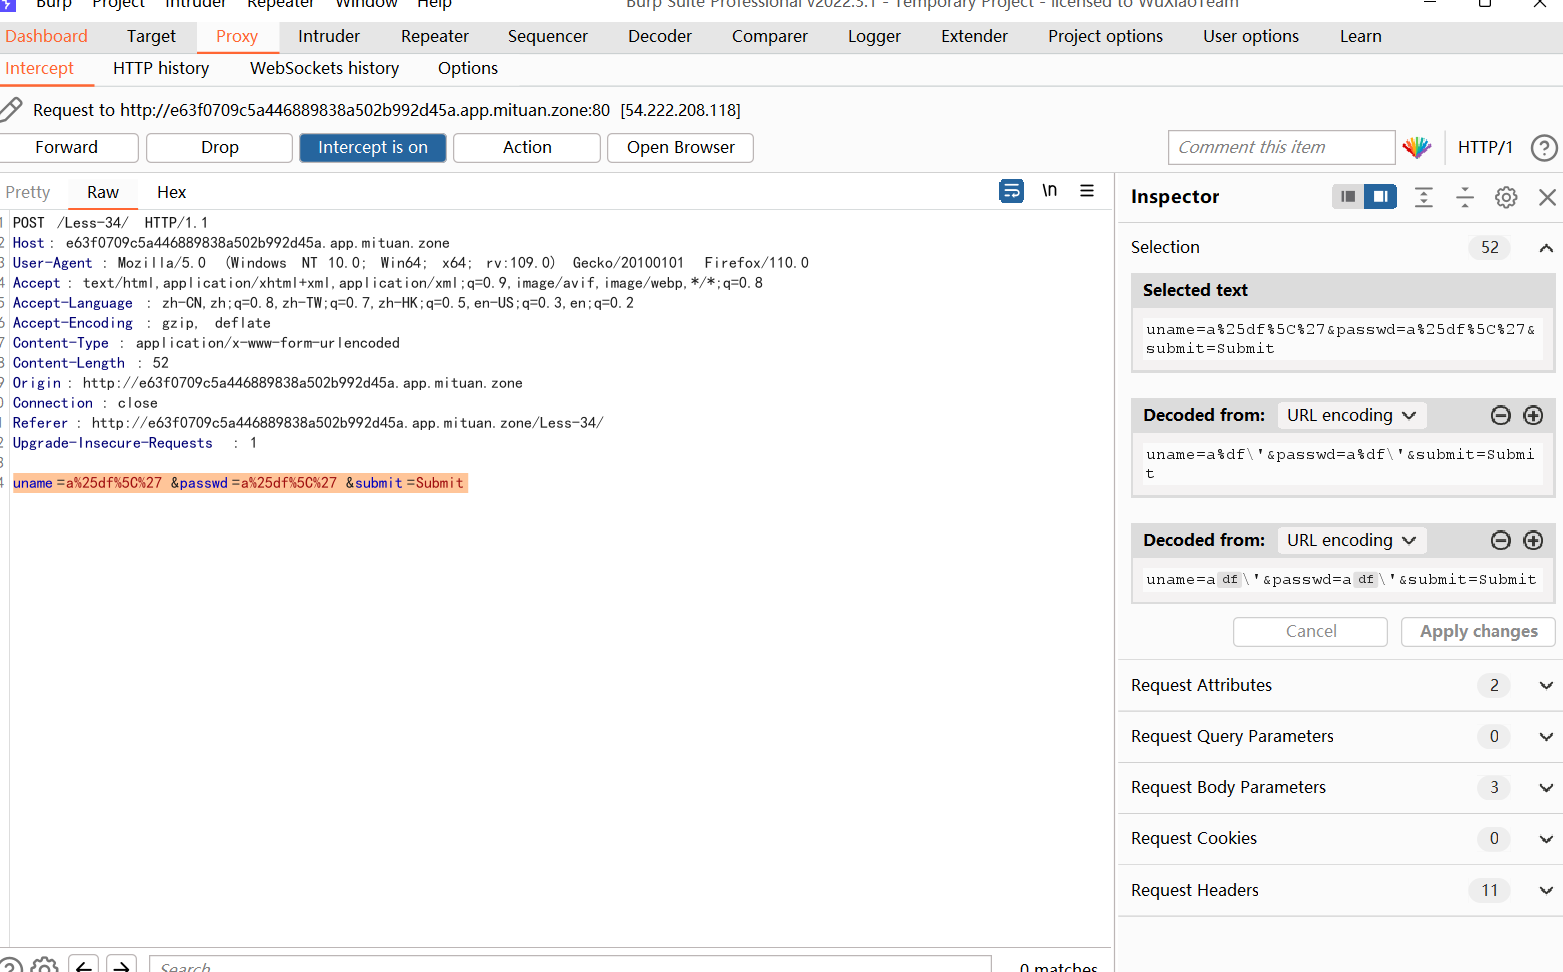 Burp Project Intruder Repeater Window Help Burp Suite Professional v2022.3.1 - Temporary Project - licensed to WuXiaoTeam
Dashboard Target Proxy Intruder Repeater Sequencer Decoder Comparer Logger Extender Project options User options Learn
Intercept HTTP history WebSockets history Options
Request to http://e63f0709c5a446889838a502b992d45a.app.mituan.zone:80 [54.222.208.118]
Forward Drop Intercept is on Action Open Browser Comment this item HTTP/1 ?
Pretty Raw Hex \n
1 POST /Less-34/ HTTP/1.1
2 Host : e63f0709c5a446889838a502b992d45a.app.mituan.zone
3 User-Agent : Mozilla/5.0 (Windows NT 10.0; Win64; x64; rv:109.0) Gecko/20100101 Firefox/110.0
4 Accept : text/html,application/xhtml+xml,application/xml;q=0.9,image/avif,image/webp,*/*;q=0.8
5 Accept-Language : zh-CN,zh;q=0.8,zh-TW;q=0.7,zh-HK;q=0.5,en-US;q=0.3,en;q=0.2
6 Accept-Encoding : gzip, deflate
7 Content-Type : application/x-www-form-urlencoded
8 Content-Length : 52
9 Origin : http://e63f0709c5a446889838a502b992d45a.app.mituan.zone
0 Connection : close
1 Referer : http://e63f0709c5a446889838a502b992d45a.app.mituan.zone/Less-34/
2 Upgrade-Insecure-Requests : 1
3
4 uname =a%25df%5C%27 &passwd =a%25df%5C%27 &submit =Submit
Inspector
Selection 52
Selected text
uname=a%25df%5C%27&passwd=a%25df%5C%27&
submit=Submit
Decoded from: URL encoding
uname=a%df\'&passwd=a%df\'&submit=Submi
t
Decoded from: URL encoding
uname=a df \'&passwd=a df \'&submit=Submit
Cancel Apply changes
Request Attributes 2
Request Query Parameters 0
Request Body Parameters 3
Request Cookies 0
Request Headers 11
? Search... 0 matches